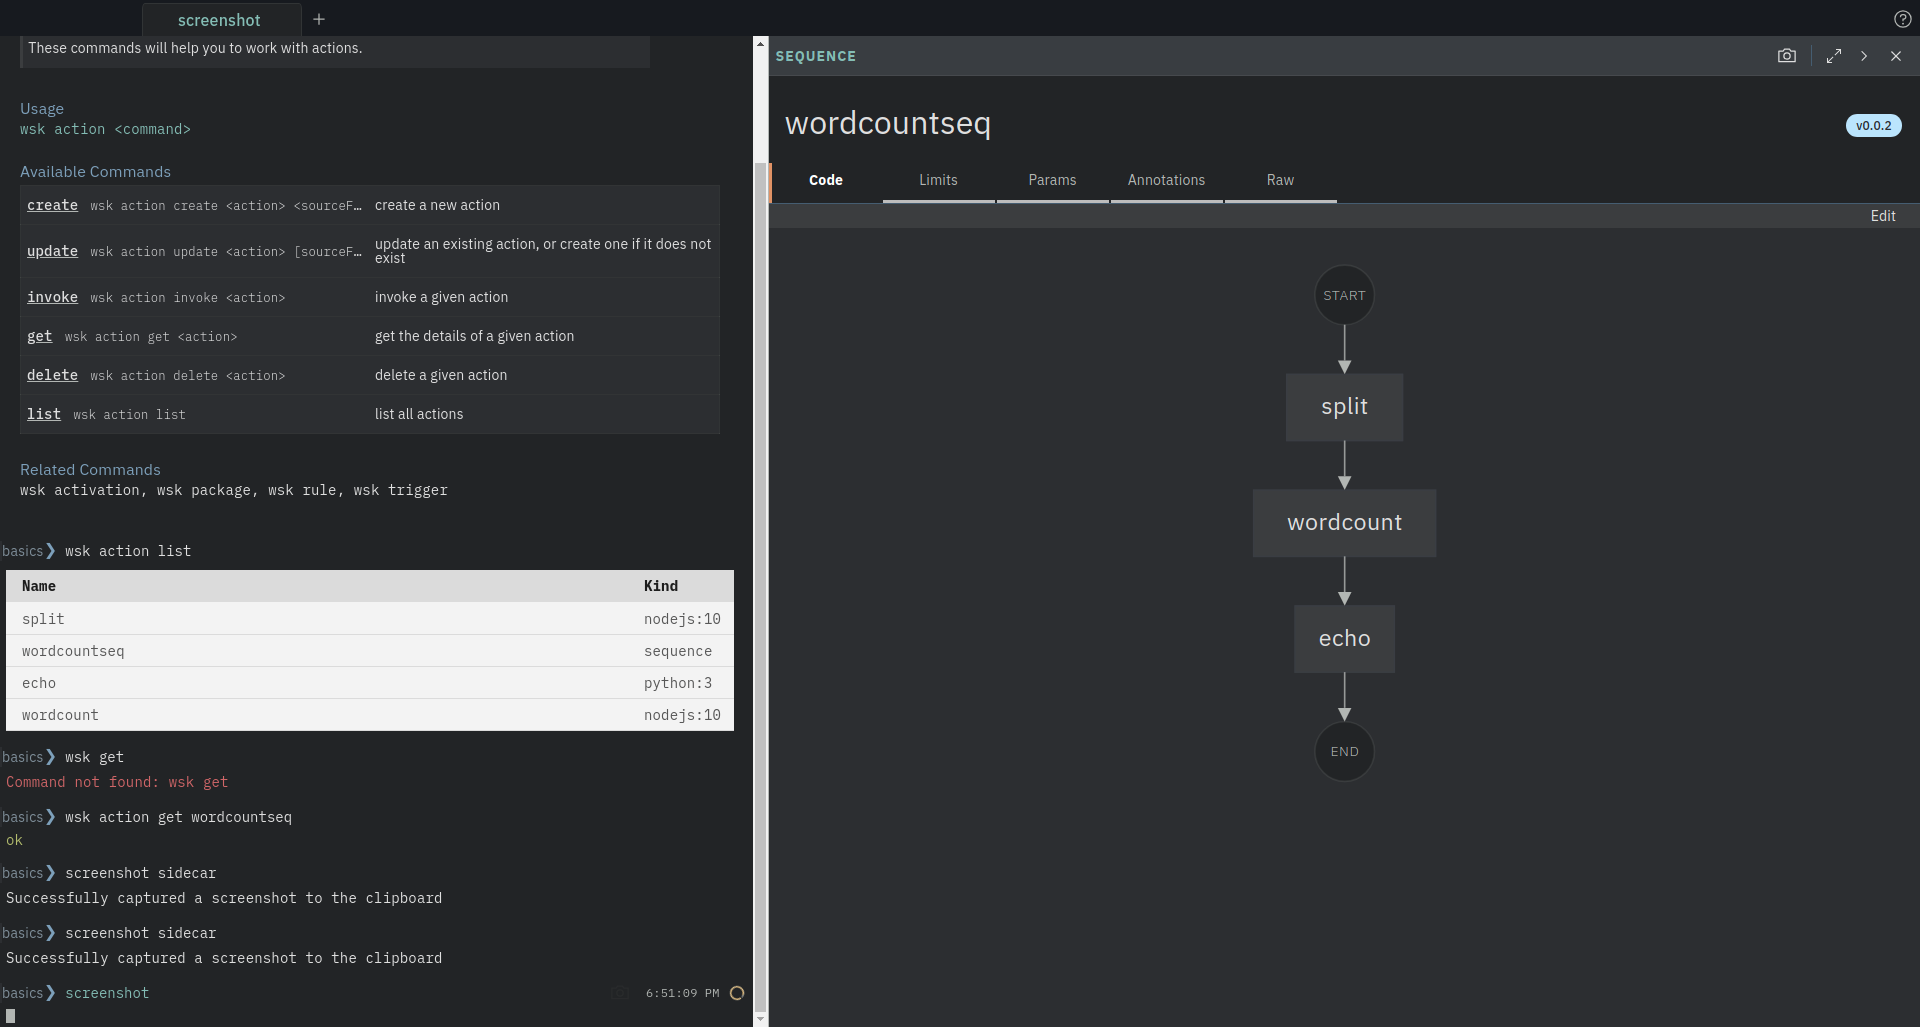 screenshot +
These commands will help you to work with actions.
Usage
wsk action <command>
Available Commands
create wsk action create <action> <sourceF… create a new action
update wsk action update <action> [sourceF… update an existing action, or create one if it does not
exist
invoke wsk action invoke <action> invoke a given action
get wsk action get <action> get the details of a given action
delete wsk action delete <action> delete a given action
list wsk action list list all actions
Related Commands
wsk activation, wsk package, wsk rule, wsk trigger
basics❯ wsk action list
Name Kind
split nodejs:10
wordcountseq sequence
echo python:3
wordcount nodejs:10
basics❯ wsk get
Command not found: wsk get
basics❯ wsk action get wordcountseq
ok
basics❯ screenshot sidecar
Successfully captured a screenshot to the clipboard
basics❯ screenshot sidecar
Successfully captured a screenshot to the clipboard
basics❯ screenshot 6:51:09 PM
SEQUENCE
wordcountseq
v0.0.2
Code Limits Params Annotations Raw
Edit
START
split
wordcount
echo
END